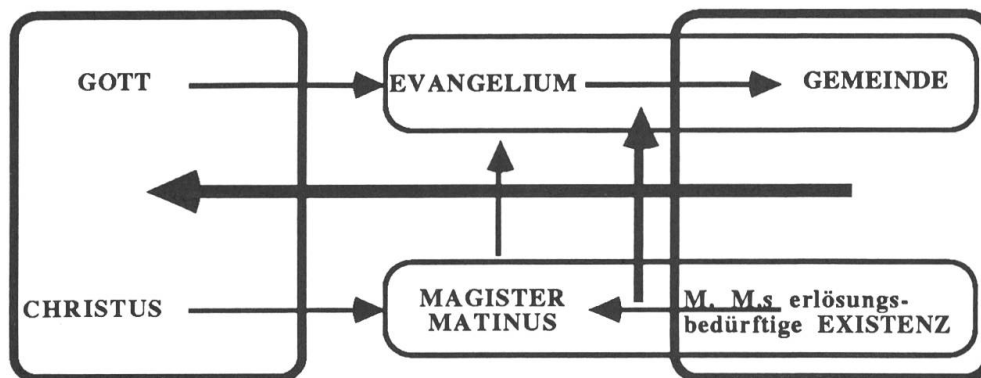 GOTT
EVANGELIUM
GEMEINDE
CHRISTUS
MAGISTER
MATINUS
M. M.s erlösungs-
bedürftige EXISTENZ